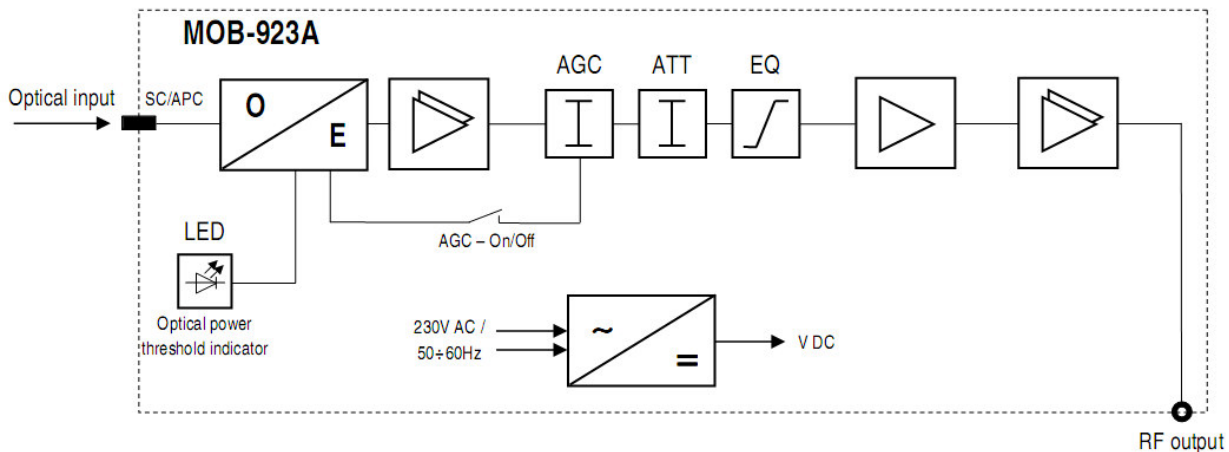 MOB-923A
AGC
ATT
EQ
Optical input
SC/APC
O
E
AGC – On/Off
LED
Optical power
threshold indicator
230V AC /
50÷60Hz
~
=
V DC
RF output